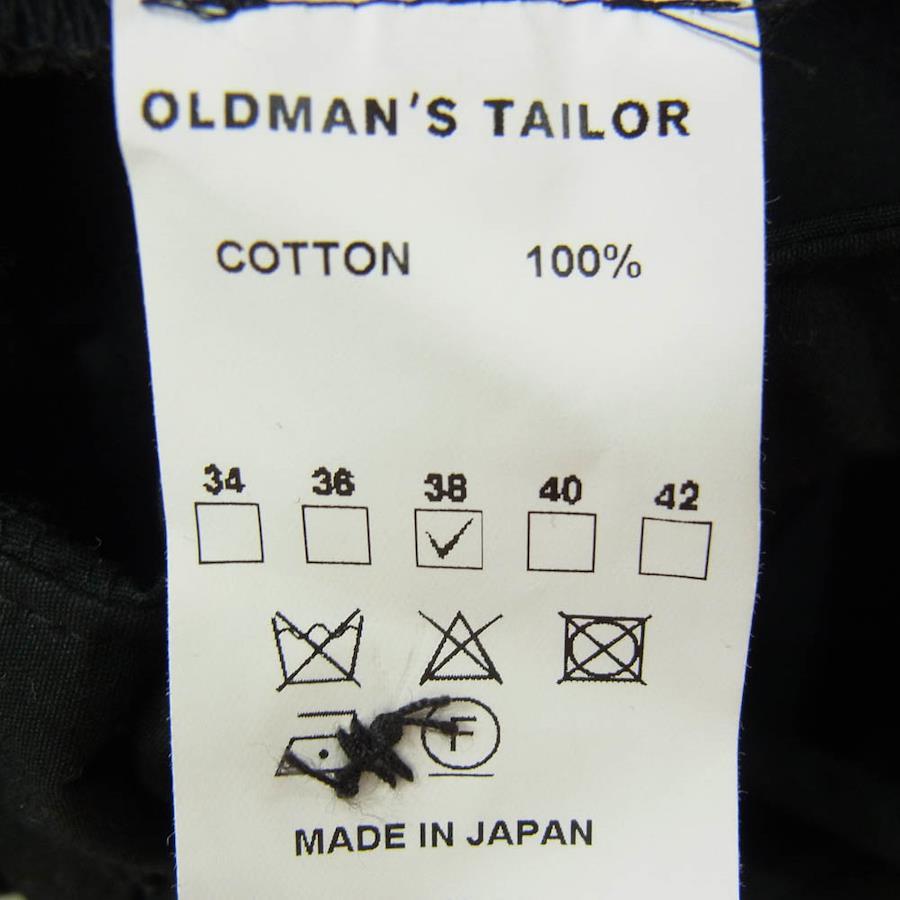 OLDMAN'S TAILOR
COTTON 100%
34 36 38 40 42
F
MADE IN JAPAN